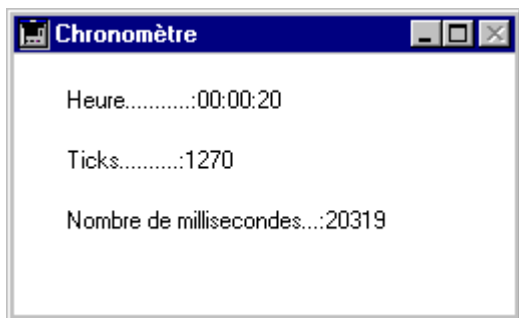 Chronomètre
Heure...........:00:00:20
Ticks..........:1270
Nombre de millisecondes...:20319